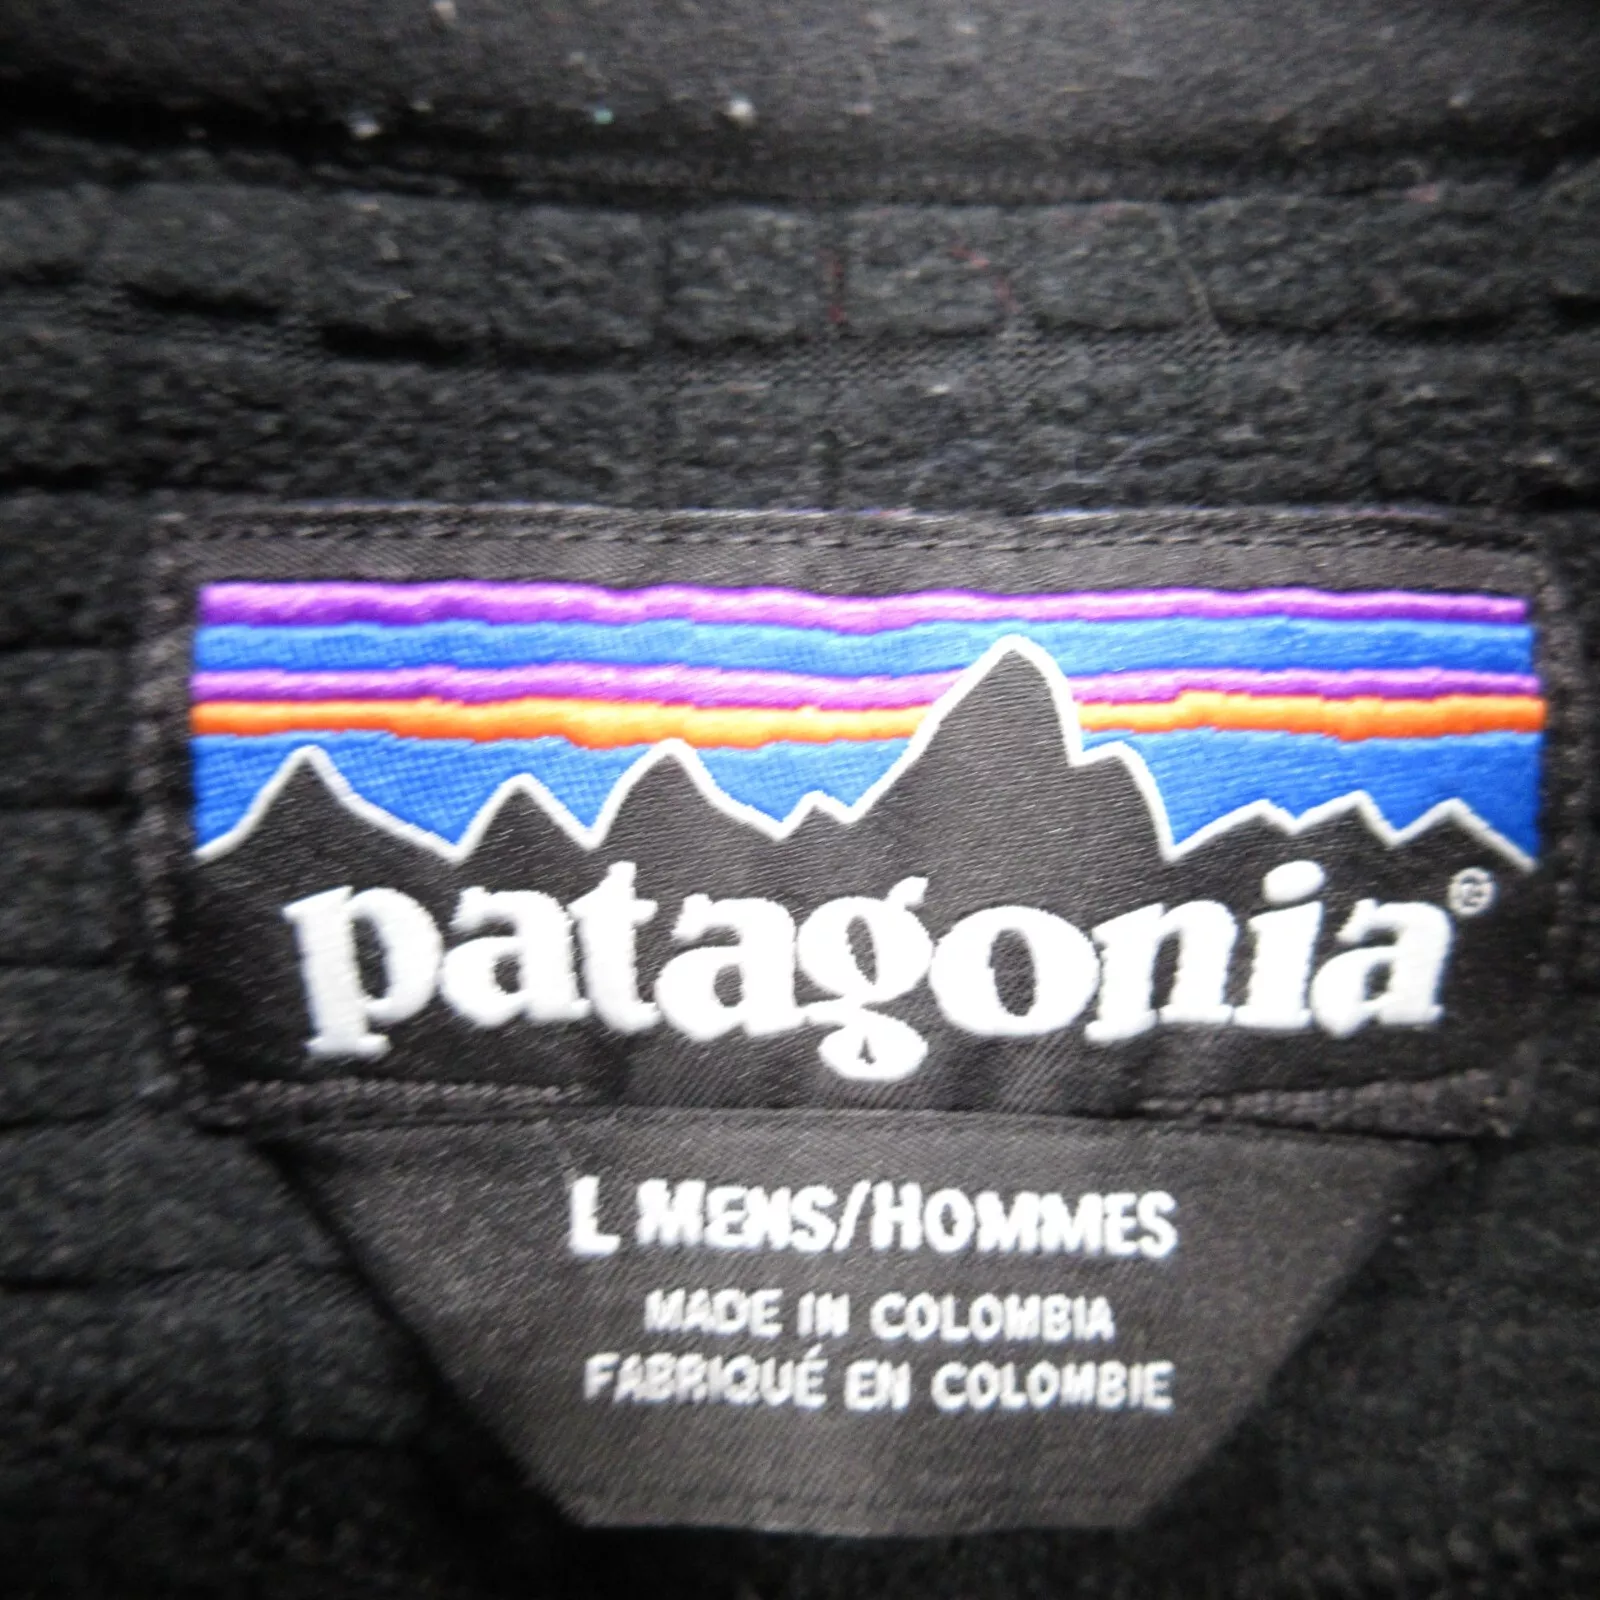 patagonia®
L MENS/HOMMES
MADE IN COLOMBIA
FABRIQUÉ EN COLOMBIE